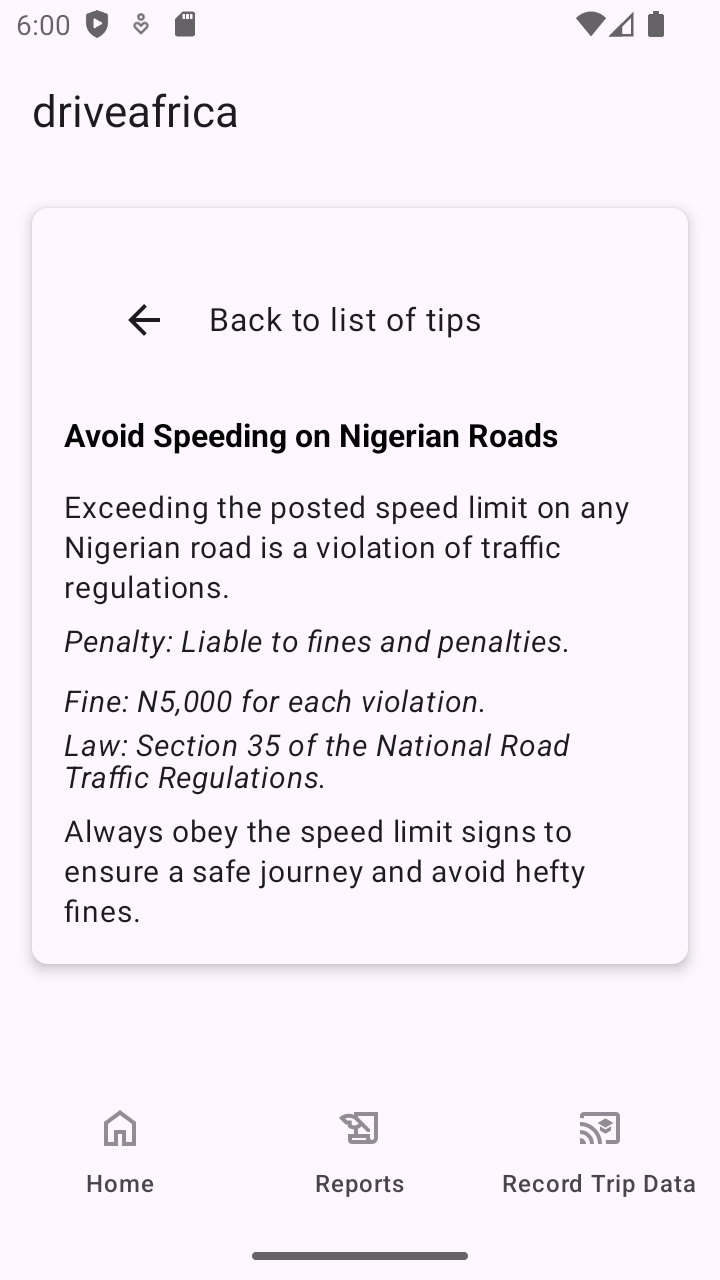 6:00
driveafrica
Back to list of tips
Avoid Speeding on Nigerian Roads
Exceeding the posted speed limit on any
Nigerian road is a violation of traffic
regulations.
Penalty: Liable to fines and penalties.
Fine: N5,000 for each violation.
Law: Section 35 of the National Road
Traffic Regulations.
Always obey the speed limit signs to
ensure a safe journey and avoid hefty
fines.
Home
Reports
Record Trip Data